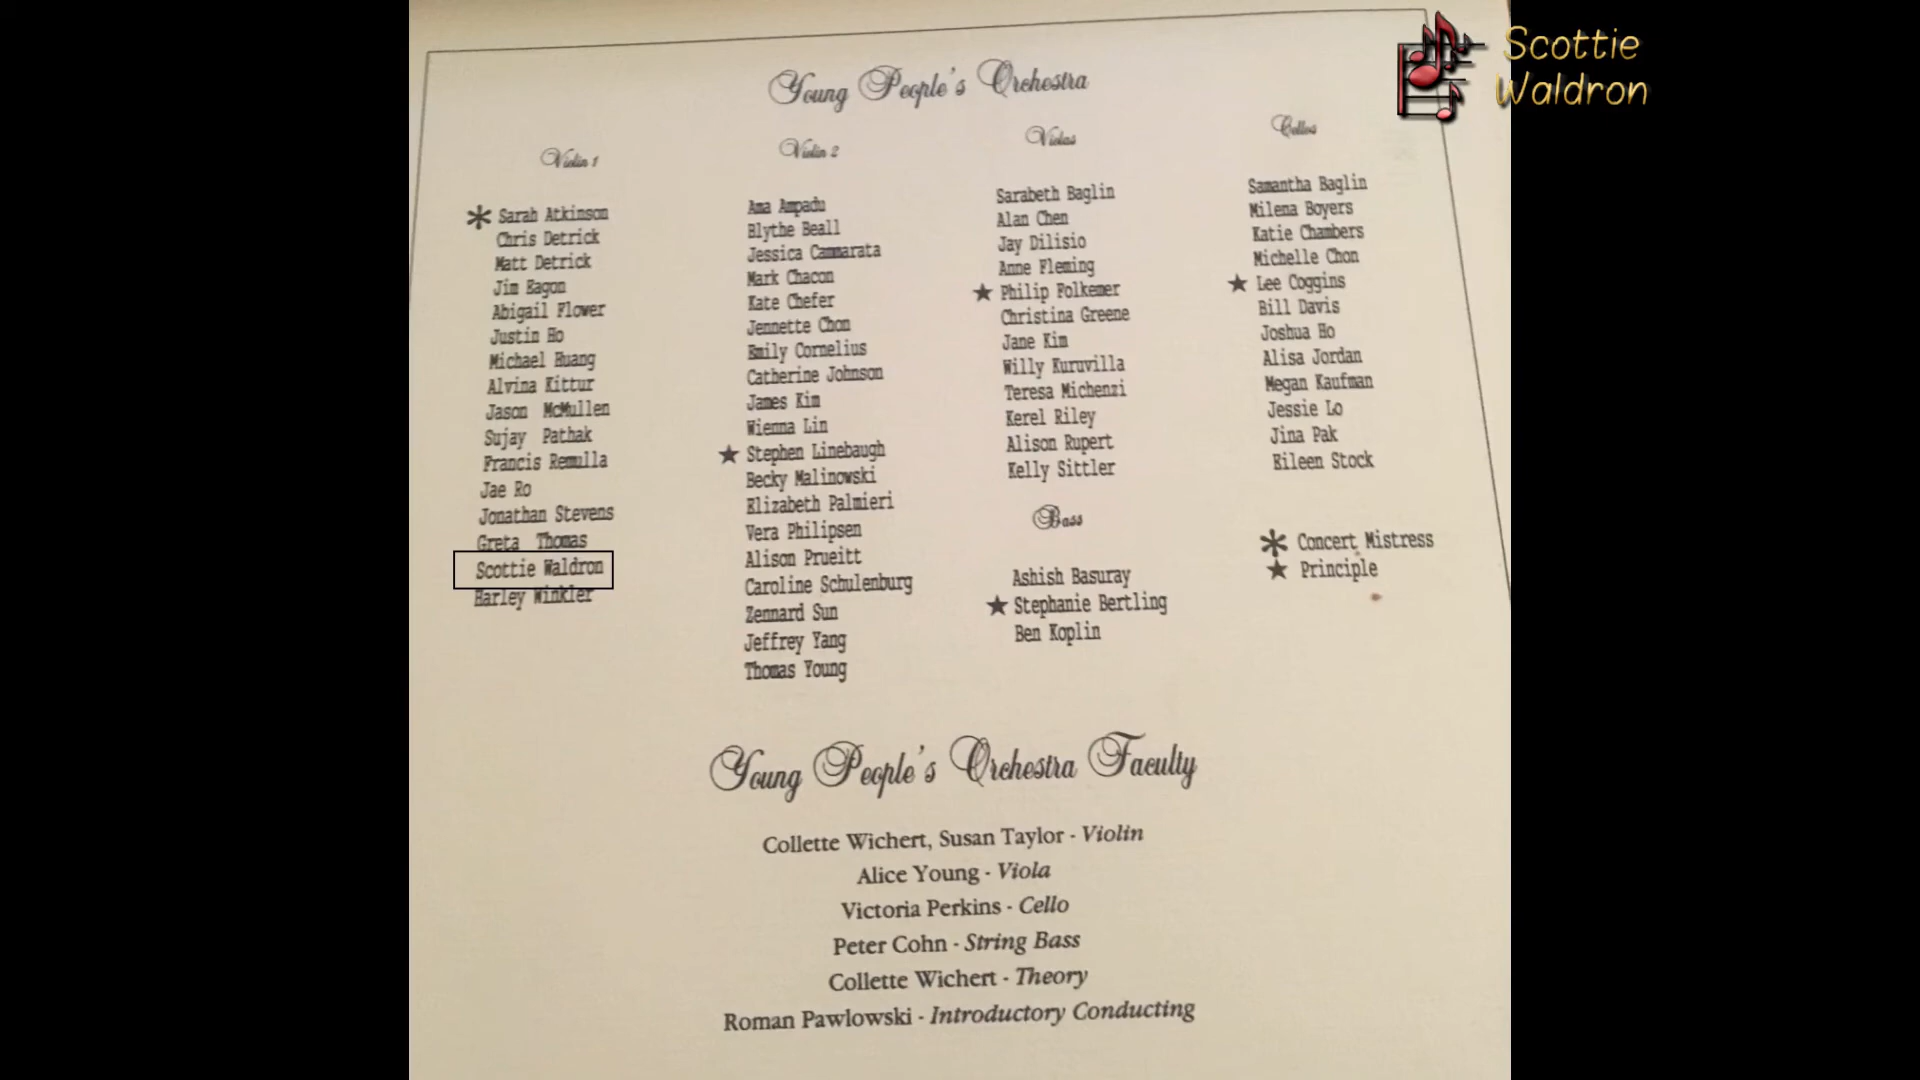 Scottie
Waldron
Young People's Orchestra
Violin 1
Sarah Atkinson
Chris Detrick
Matt Detrick
Jim Eagon
Abigail Flower
Justin Ho
Michael Huang
Alvina Kittur
Jason McMullen
Sujay Pathak
Francis Remulla
Jae Ro
Jonathan Stevens
Greta Thomas
Scottie Waldron
Harley Winkler
Violin 2
Ama Ampadu
Blythe Beall
Jessica Cammarata
Mark Chacon
Kate Chefer
Jennette Chon
Emily Cornelius
Catherine Johnson
James Kim
Wienna Lin
Stephen Linebaugh
Becky Malinowski
Elizabeth Palmieri
Vera Philipsen
Alison Prueitt
Caroline Schulenburg
Zennard Sun
Jeffrey Yang
Thomas Young
Violas
Sarabeth Baglin
Alan Chen
Jay Dilisio
Anne Fleming
Philip Folkemer
Christina Greene
Jane Kim
Willy Kuruvilla
Teresa Michenzi
Kerel Riley
Alison Rupert
Kelly Sittler
Bass
Ashish Basuray
Stephanie Bertling
Ben Koplin
Cellos
Samantha Baglin
Milena Boyers
Katie Chambers
Michelle Chon
Lee Coggins
Bill Davis
Joshua Ho
Alisa Jordan
Megan Kaufman
Jessie Lo
Jina Pak
Eileen Stock
Concert Mistress
Principle
Young People's Orchestra Faculty
Collette Wichert, Susan Taylor - Violin
Alice Young - Viola
Victoria Perkins - Cello
Peter Cohn - String Bass
Collette Wichert - Theory
Roman Pawlowski - Introductory Conducting